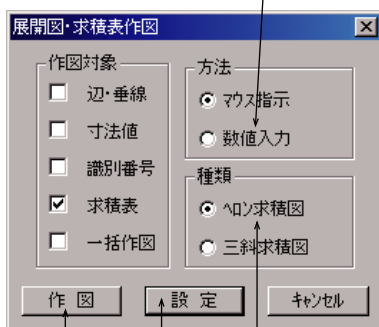 展開図・求積表作図
作図対象
辺・垂線
寸法値
識別番号
求積表
一括作図
方法
マウス指示
数値入力
種類
ヘロン求積図
三斜求積図
作 図
設 定
キャンセル